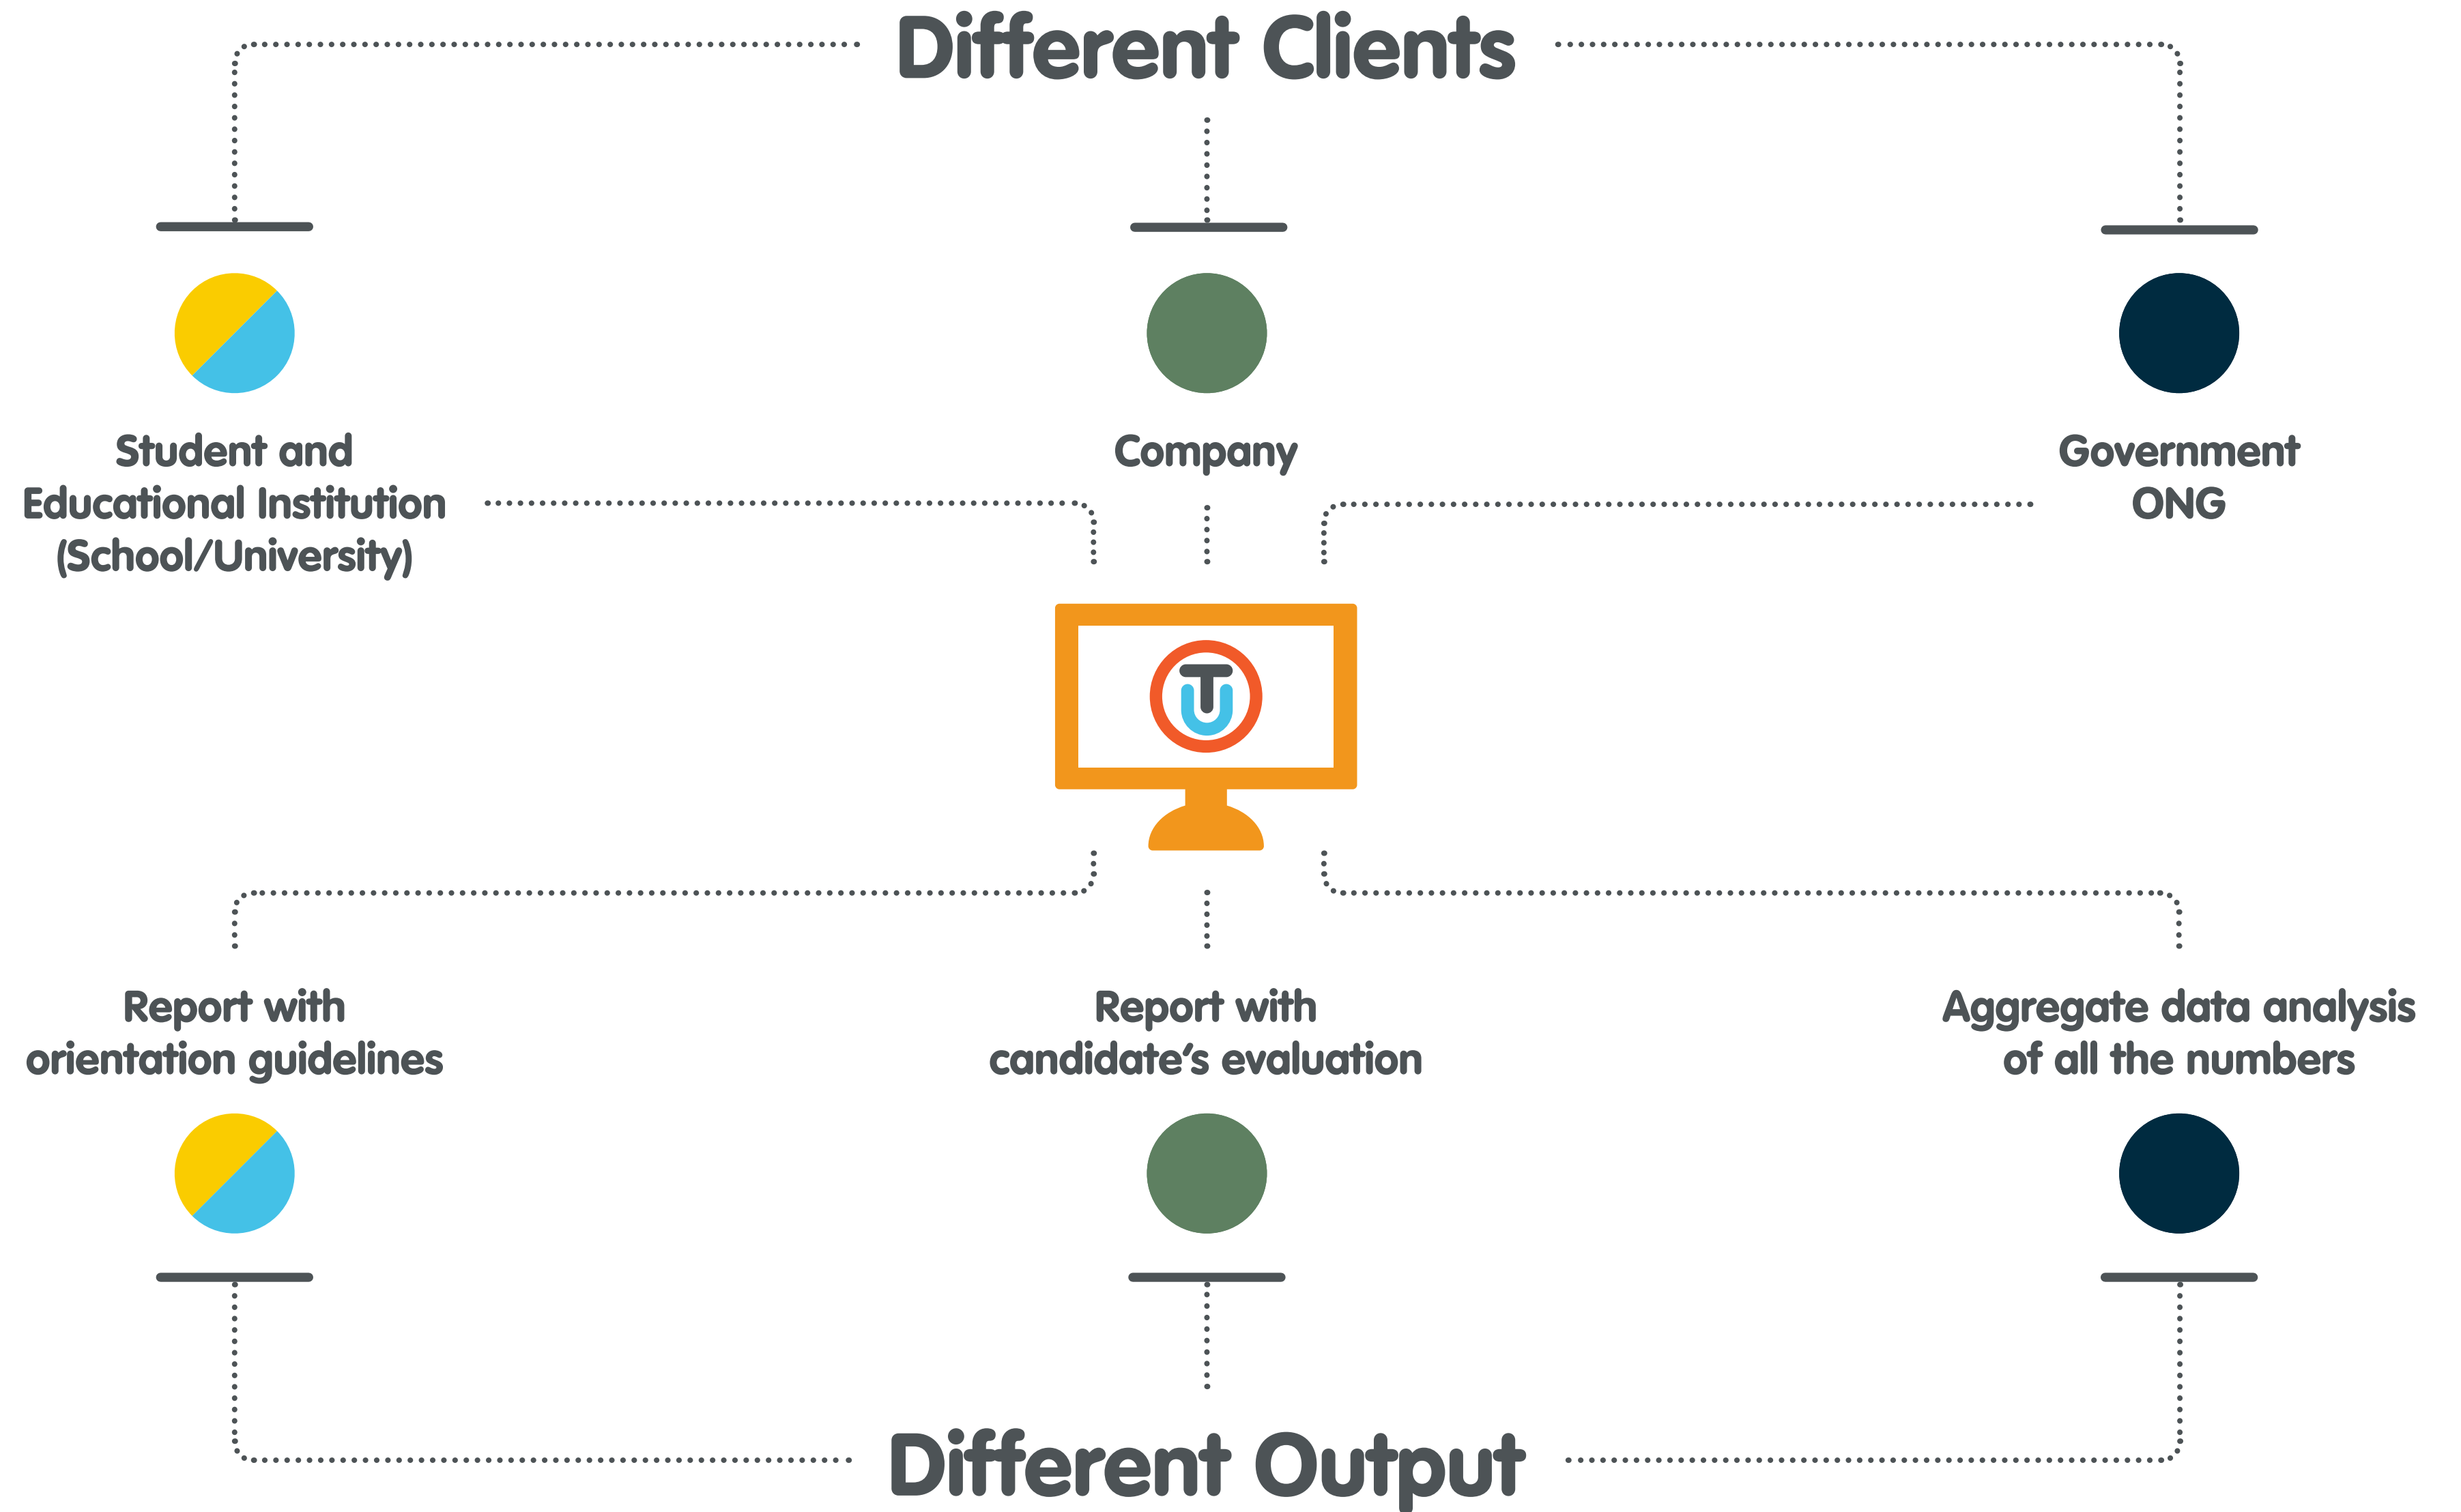 Different Clients
Student and
Educational Institution
(School/University)
Company
Government
ONG
TU
Report with
orientation guidelines
Report with
candidate's evaluation
Aggregate data analysis
of all the numbers
Different Output